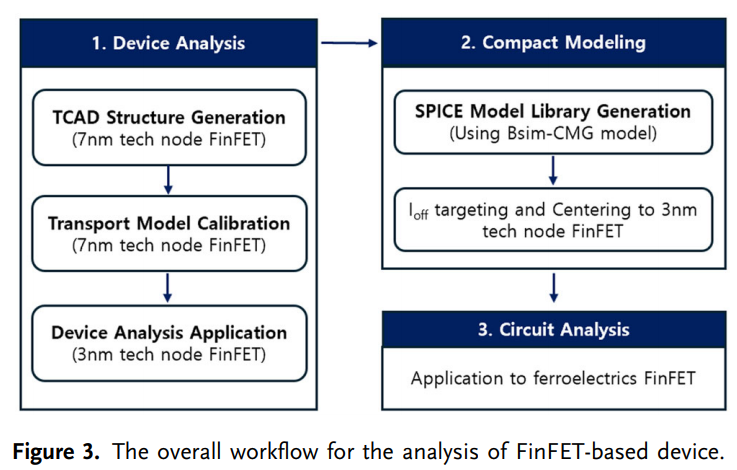 1. Device Analysis
TCAD Structure Generation
(7nm tech node FinFET)
Transport Model Calibration
(7nm tech node FinFET)
Device Analysis Application
(3nm tech node FinFET)
2. Compact Modeling
SPICE Model Library Generation
(Using Bsim-CMG model)
Ioff targeting and Centering to 3nm
tech node FinFET
3. Circuit Analysis
Application to ferroelectrics FinFET
Figure 3. The overall workflow for the analysis of FinFET-based device.